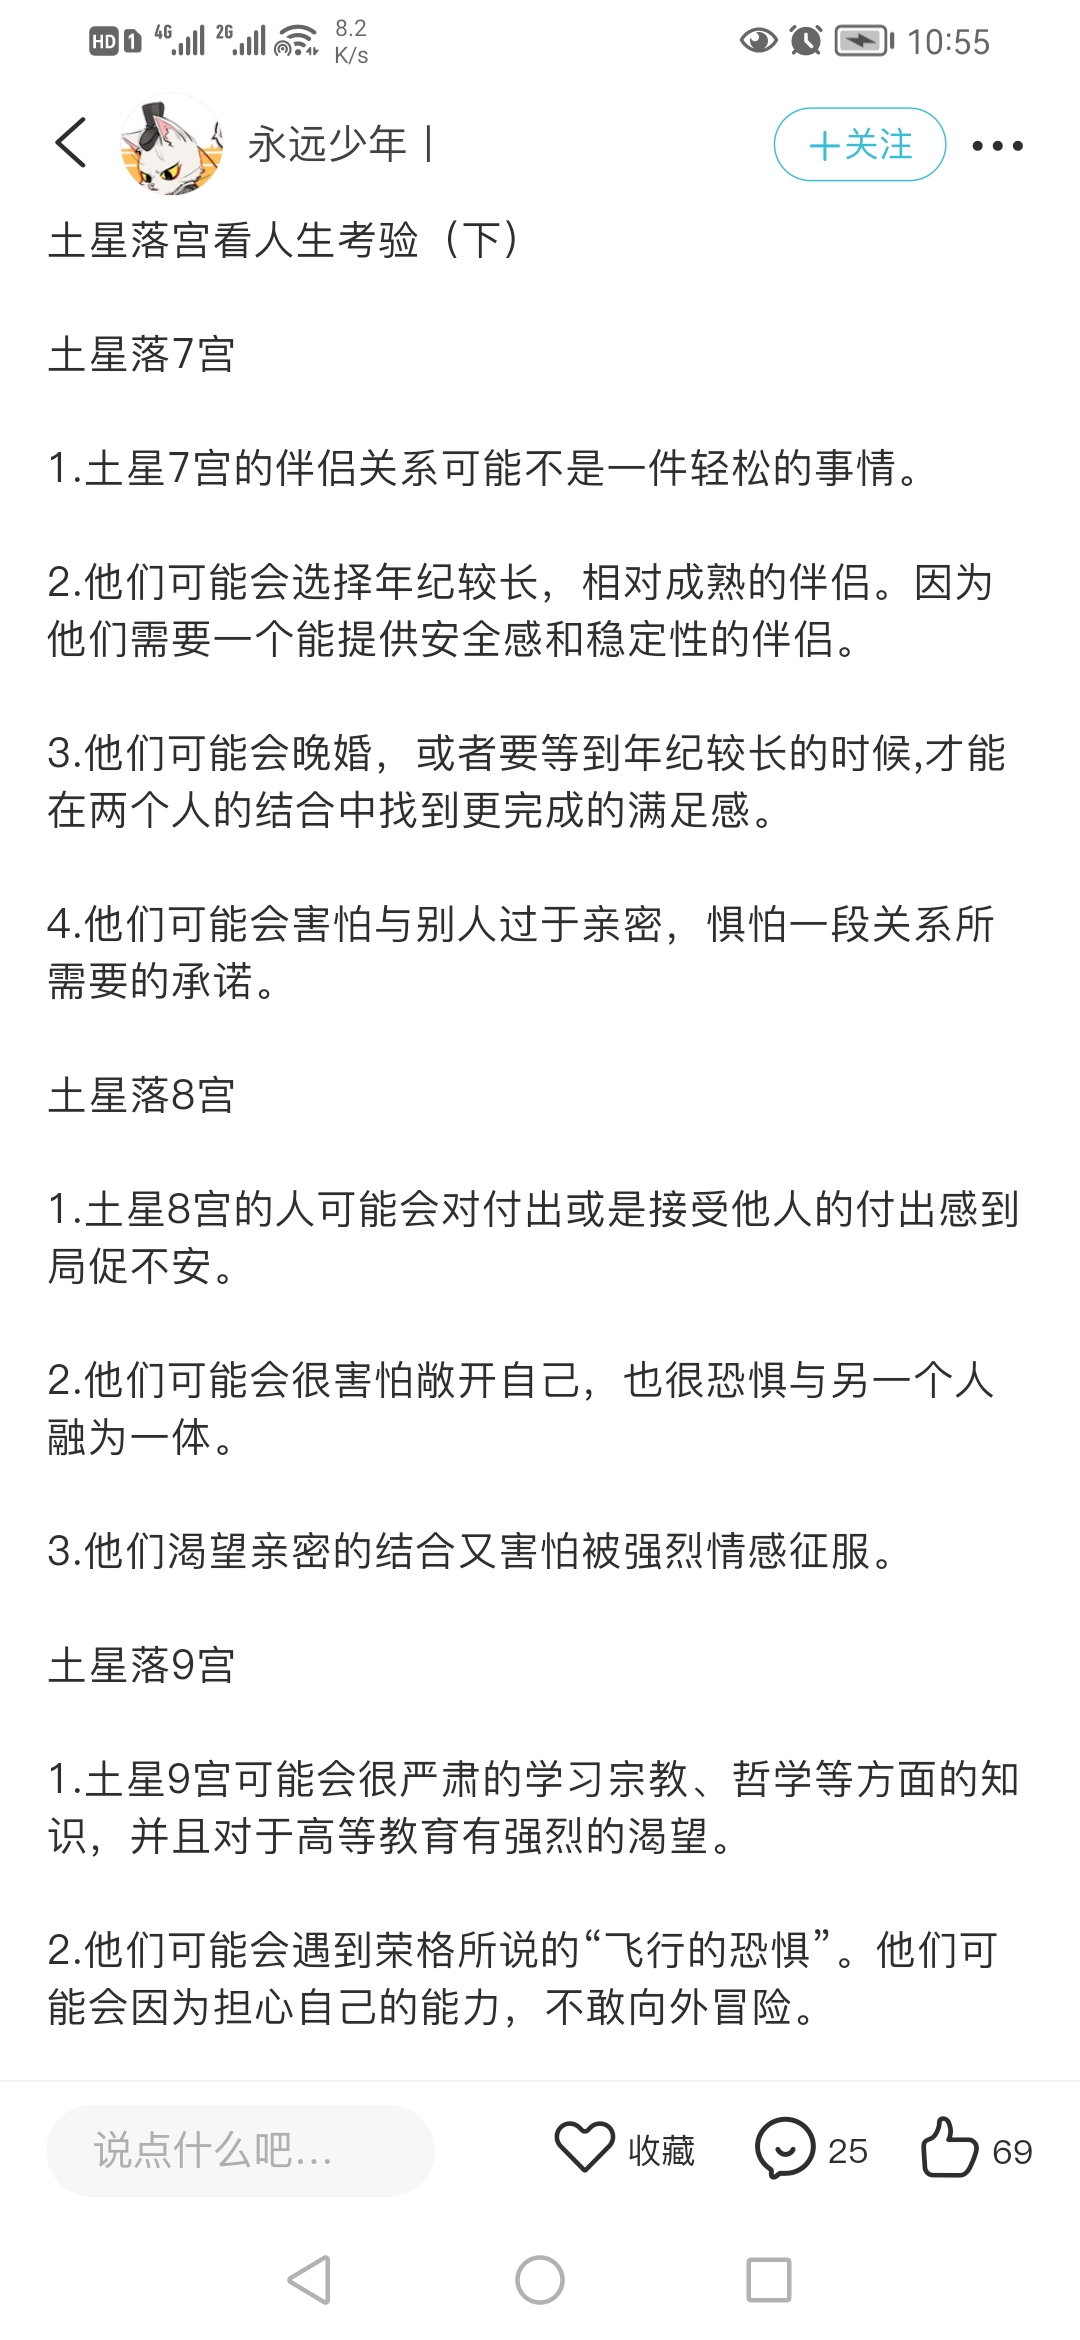 HD 1 4G 2G 8.2 K/s 10:55
永远少年 | +关注
土星落宫看人生考验（下）
土星落7宫
1.土星7宫的伴侣关系可能不是一件轻松的事情。
2.他们可能会选择年纪较长，相对成熟的伴侣。因为
他们需要一个能提供安全感和稳定性的伴侣。
3.他们可能会晚婚，或者要等到年纪较长的时候,才能
在两个人的结合中找到更完成的满足感。
4.他们可能会害怕与别人过于亲密，惧怕一段关系所
需要的承诺。
土星落8宫
1.土星8宫的人可能会对付出或是接受他人的付出感到
局促不安。
2.他们可能会很害怕敞开自己，也很恐惧与另一个人
融为一体。
3.他们渴望亲密的结合又害怕被强烈情感征服。
土星落9宫
1.土星9宫可能会很严肃的学习宗教、哲学等方面的知
识，并且对于高等教育有强烈的渴望。
2.他们可能会遇到荣格所说的“飞行的恐惧”。他们可
能会因为担心自己的能力，不敢向外冒险。
说点什么吧... 收藏 25 69